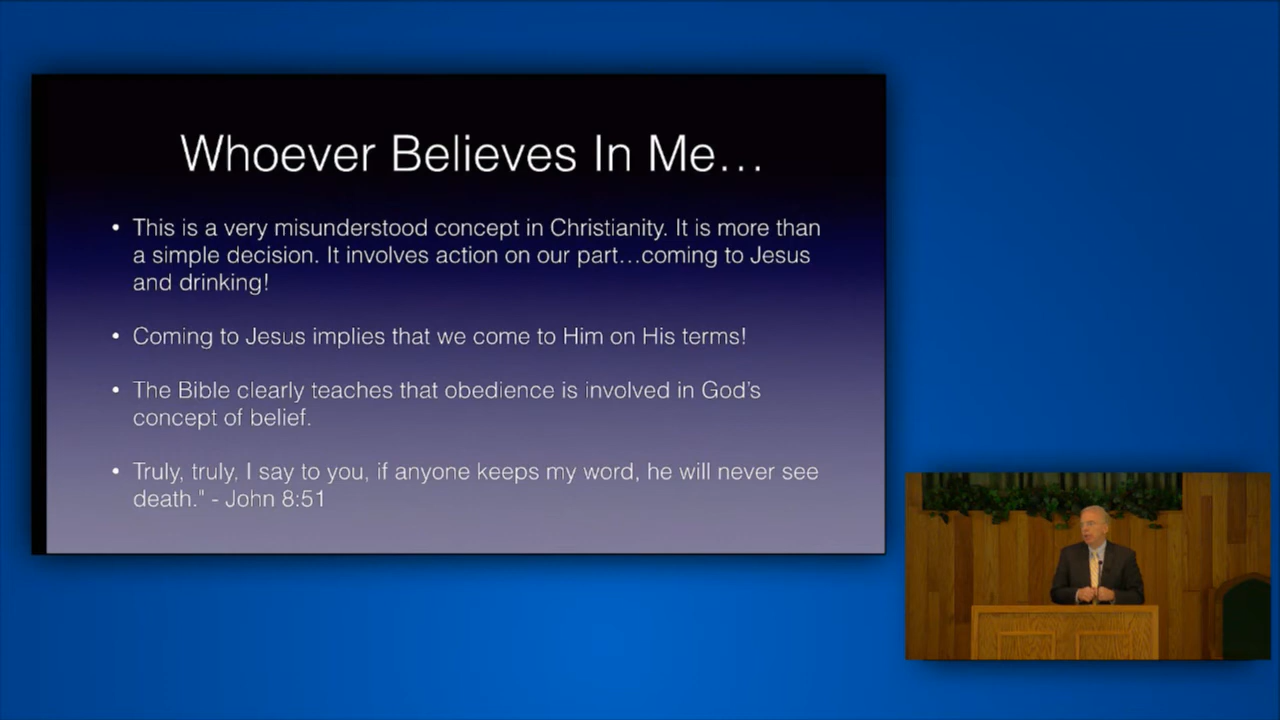 Whoever Believes In Me…
• This is a very misunderstood concept in Christianity. It is more than
a simple decision. It involves action on our part…coming to Jesus
and drinking!
• Coming to Jesus implies that we come to Him on His terms!
• The Bible clearly teaches that obedience is involved in God’s
concept of belief.
• Truly, truly, I say to you, if anyone keeps my word, he will never see
death." - John 8:51